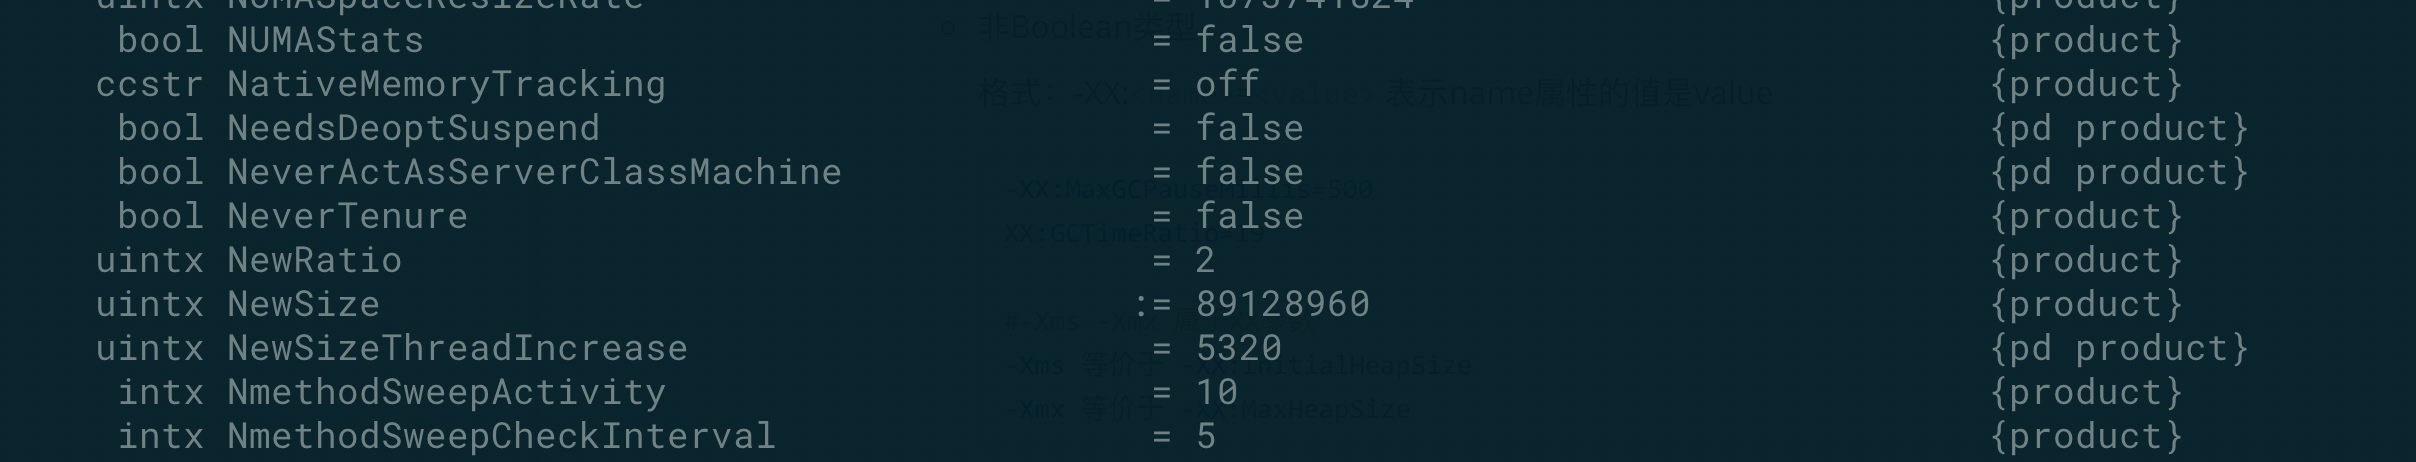 uintx NUMASpaceResizeRate = 1073741824 {product}
bool NUMAStats = false {product}
ccstr NativeMemoryTracking = off {product}
bool NeedsDeoptSuspend = false {pd product}
bool NeverActAsServerClassMachine = false {pd product}
bool NeverTenure = false {product}
uintx NewRatio = 2 {product}
uintx NewSize := 89128960 {product}
uintx NewSizeThreadIncrease = 5320 {pd product}
intx NmethodSweepActivity = 10 {product}
intx NmethodSweepCheckInterval = 5 {product}
非Boolean类型
格式: -XX: 表示name属性的值是value
-XX:MaxGCPauseMillis=500
XX:GCTimeRatio=19
-Xms -Xmx
-Xms 等价于 -XX:InitialHeapSize
-Xmx 等价于 -XX:MaxHeapSize